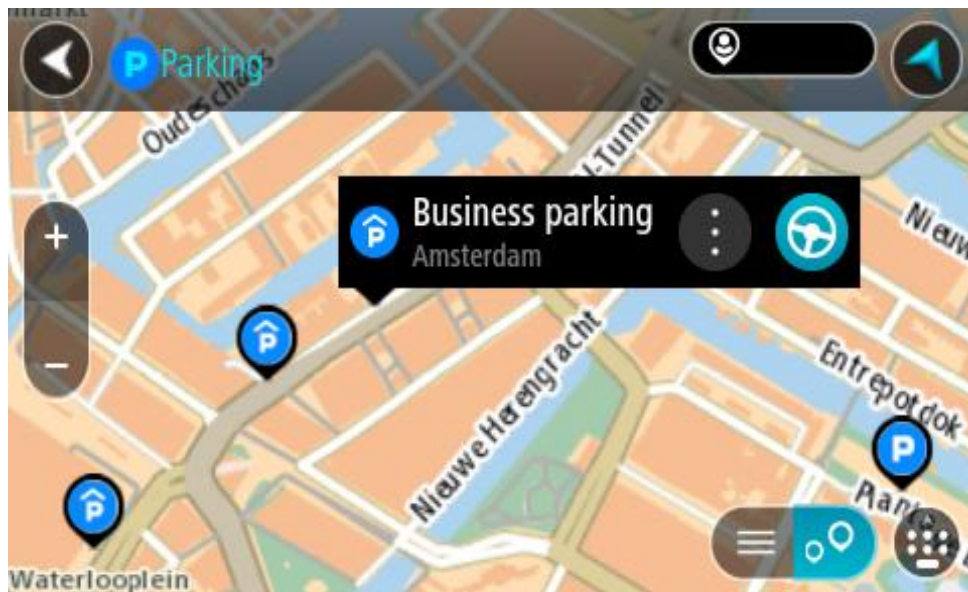 P Parking
Oudeschans
Business parking
Amsterdam
P
P
P
P
Nieuwe Herengracht
Entrepotdok
Waterlooplein